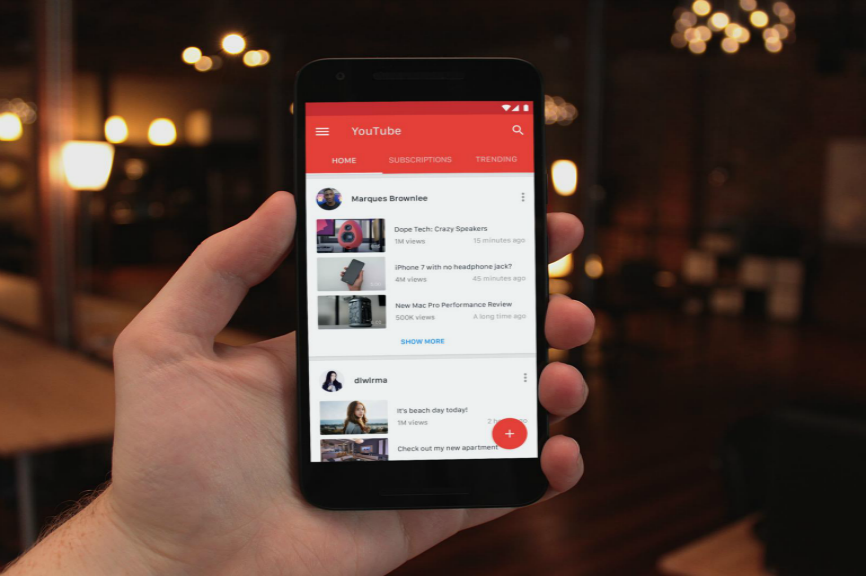 YouTube
HOME SUBSCRIPTIONS TRENDING
Marques Brownlee
Dope Tech: Crazy Speakers
1M views 15 minutes ago
iPhone 7 with no headphone jack?
4M views 45 minutes ago
New Mac Pro Performance Review
500K views A long time ago
SHOW MORE
dlwlrma
It's beach day today!
1M views 2
Check out my new apartment